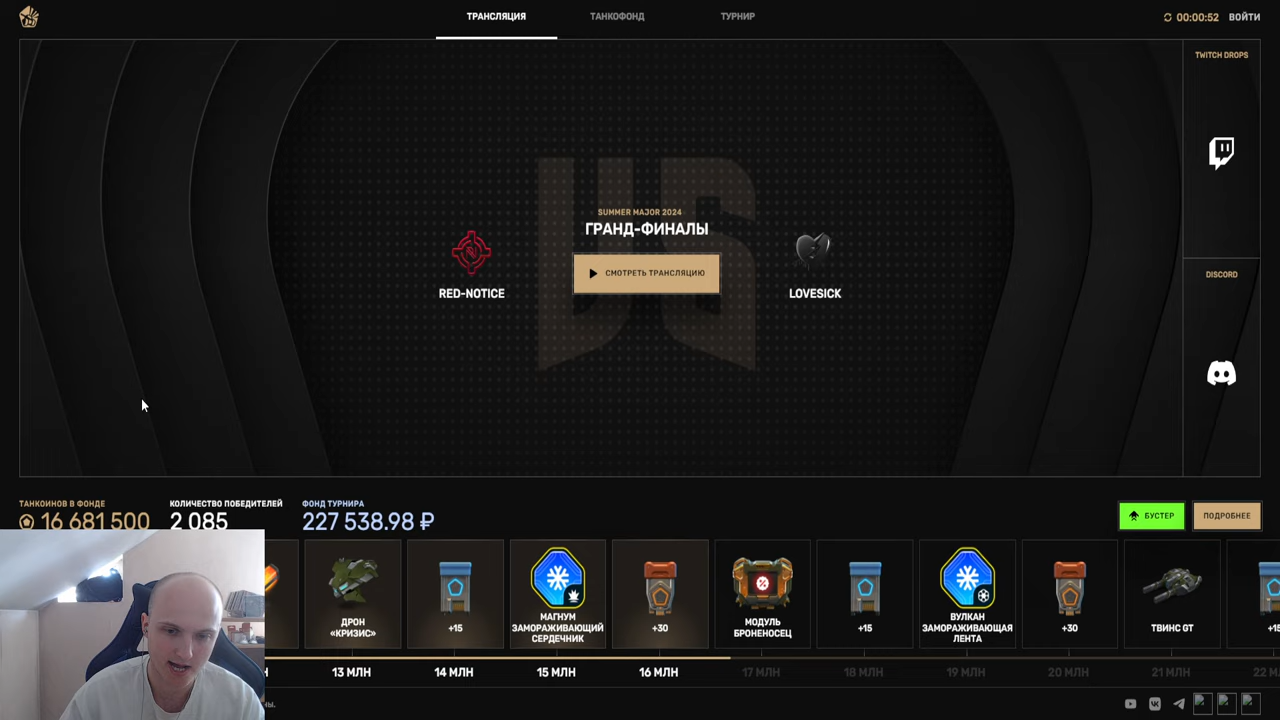 ТРАНСЛЯЦИЯ
ТАНКОФОНД
ТУРНИР
00:00:52
ВОЙТИ
TWITCH DROPS
SUMMER MAJOR 2024
ГРАНД-ФИНАЛЫ
СМОТРЕТЬ ТРАНСЛЯЦИЮ
RED-NOTICE
LOVESICK
DISCORD
ТАНКОИНОВ В ФОНДЕ
16 681 500
КОЛИЧЕСТВО ПОБЕДИТЕЛЕЙ
2 085
ФОНД ТУРНИРА
227 538.98 ₽
БУСТЕР
ПОДРОБНЕЕ
ДРОН
«КРИЗИС»
+15
МАГНУМ
ЗАМОРАЖИВАЮЩИЙ
СЕРДЕЧНИК
+30
МОДУЛЬ
БРОНЕНОСЕЦ
+15
ВУЛКАН
ЗАМОРАЖИВАЮЩАЯ
ЛЕНТА
+30
ТВИНС GT
13 МЛН
14 МЛН
15 МЛН
16 МЛН
17 МЛН
18 МЛН
19 МЛН
20 МЛН
21 МЛН